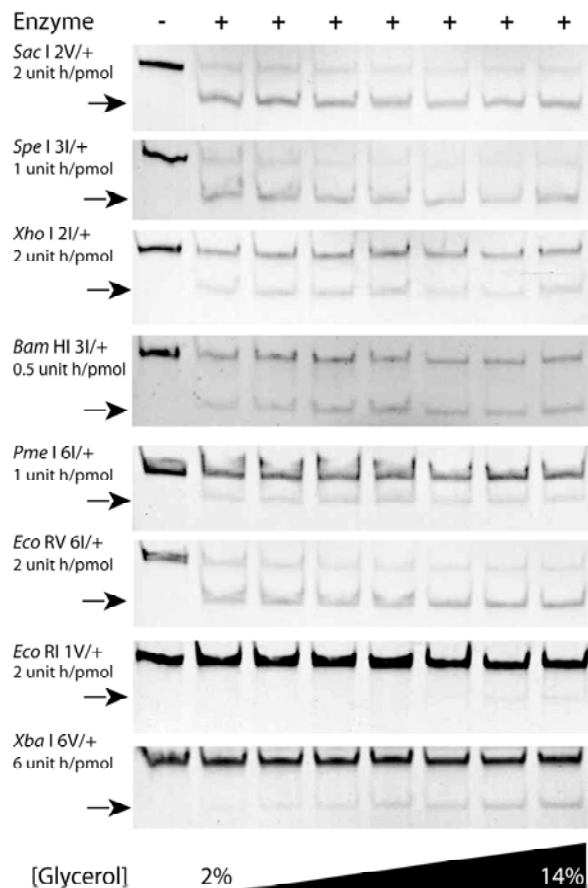 Enzyme - + + + + + + +
Sac I 2V/+
2 unit h/pmol
Spe I 3I/+
1 unit h/pmol
Xho I 2I/+
2 unit h/pmol
Bam HI 3I/+
0.5 unit h/pmol
Pme I 6I/+
1 unit h/pmol
Eco RV 6I/+
2 unit h/pmol
Eco RI 1V/+
2 unit h/pmol
Xba I 6V/+
6 unit h/pmol
[Glycerol] 2% 14%